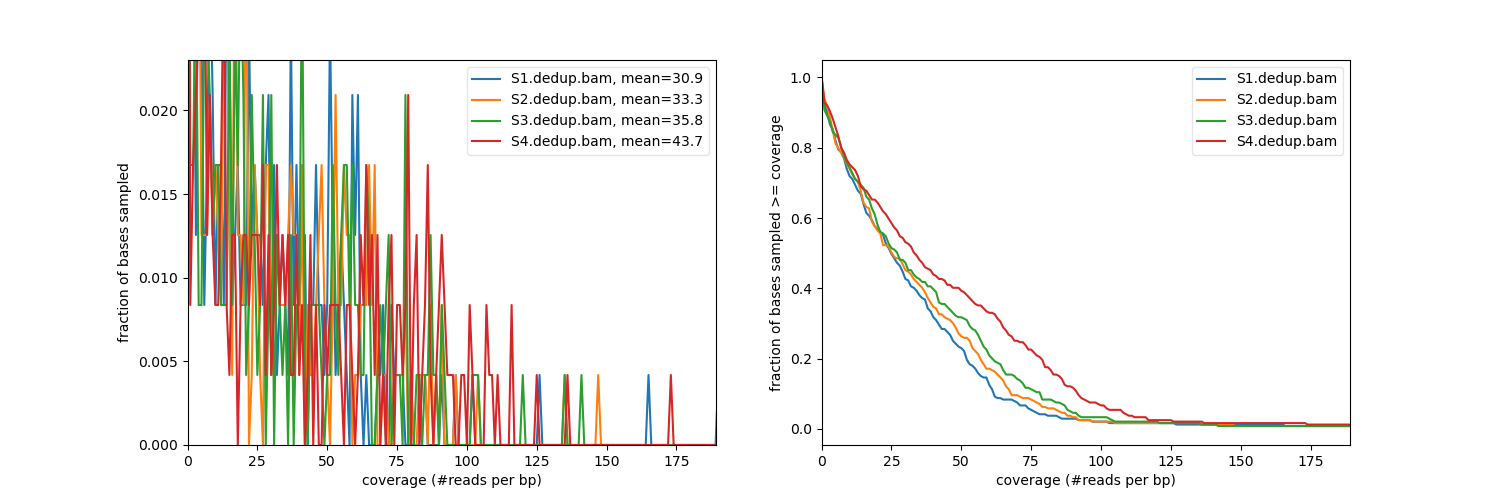 fraction of bases sampled
0.020
0.015
0.010
0.005
0.000
S1.dedup.bam, mean=30.9
S2.dedup.bam, mean=33.3
S3.dedup.bam, mean=35.8
S4.dedup.bam, mean=43.7
0 25 50 75 100 125 150 175
coverage (#reads per bp)
fraction of bases sampled >= coverage
1.0
0.8
0.6
0.4
0.2
0.0
S1.dedup.bam
S2.dedup.bam
S3.dedup.bam
S4.dedup.bam
0 25 50 75 100 125 150 175
coverage (#reads per bp)